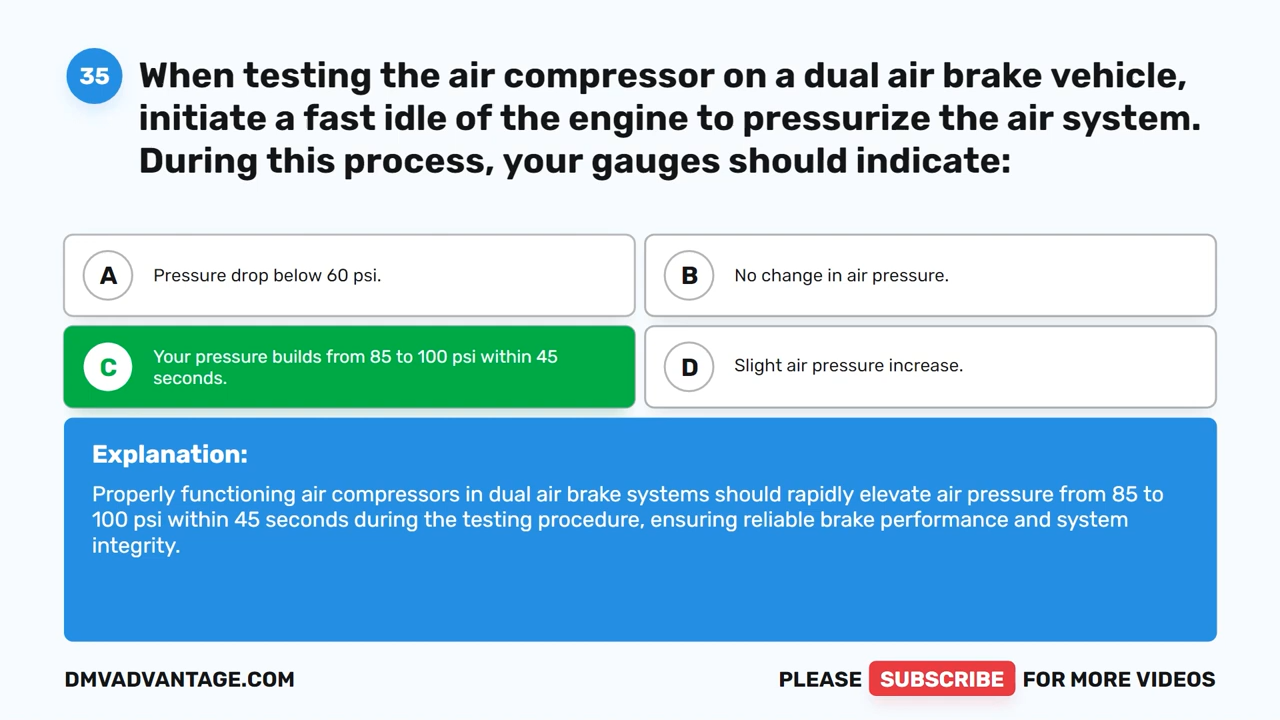 35
When testing the air compressor on a dual air brake vehicle,
initiate a fast idle of the engine to pressurize the air system.
During this process, your gauges should indicate:
A
Pressure drop below 60 psi.
B
No change in air pressure.
C
Your pressure builds from 85 to 100 psi within 45
seconds.
D
Slight air pressure increase.
Explanation:
Properly functioning air compressors in dual air brake systems should rapidly elevate air pressure from 85 to
100 psi within 45 seconds during the testing procedure, ensuring reliable brake performance and system
integrity.
DMVADVANTAGE.COM
PLEASE SUBSCRIBE FOR MORE VIDEOS